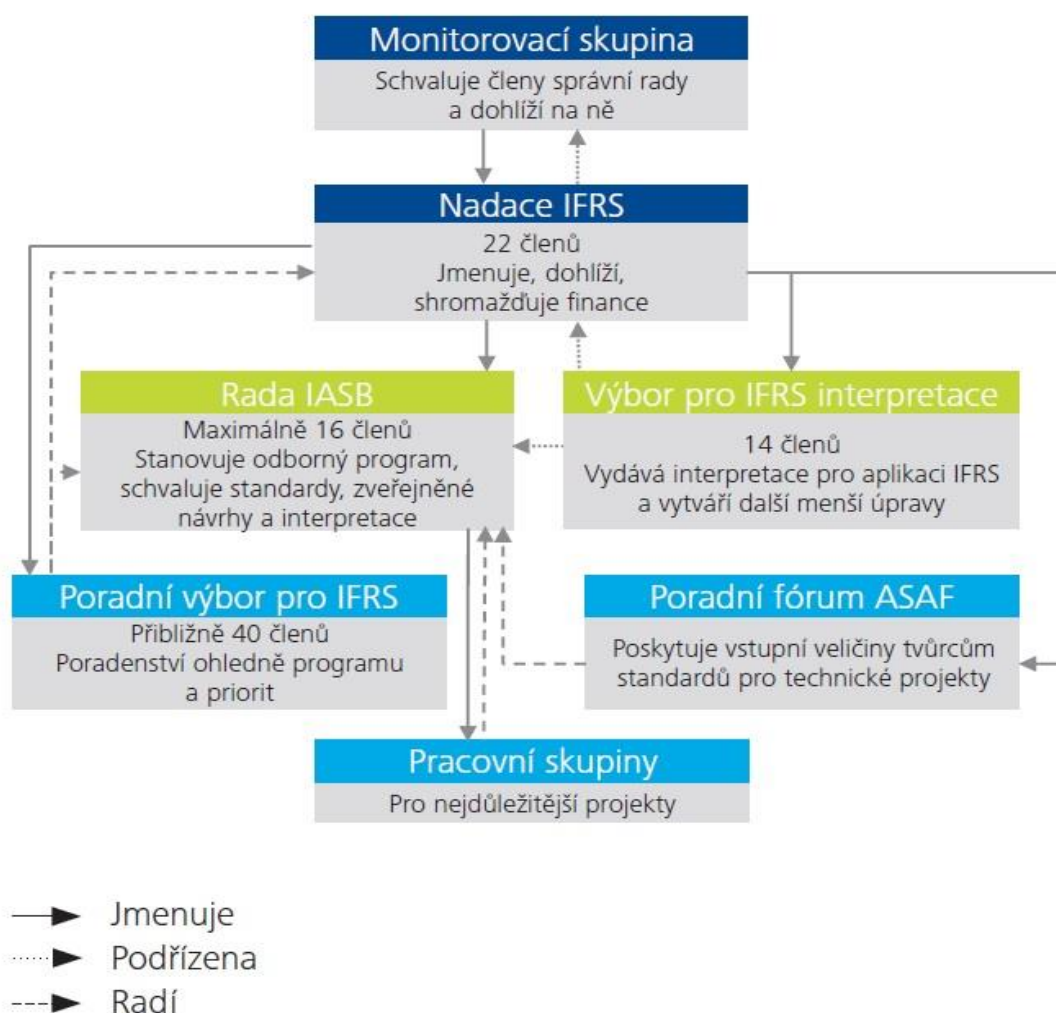 Monitorovací skupina
Schvaluje členy správní rady
a dohlíží na ně
Nadace IFRS
22 členů
Jmenuje, dohlíží,
shromažďuje finance
Rada IASB
Maximálně 16 členů
Stanovuje odborný program,
schvaluje standardy, zveřejněné
návrhy a interpretace
Výbor pro IFRS interpretace
14 členů
Vydává interpretace pro aplikaci IFRS
a vytváří další menší úpravy
Poradní výbor pro IFRS
Přibližně 40 členů
Poradenství ohledně programu
a priorit
Poradní fórum ASAF
Poskytuje vstupní veličiny tvůrcům
standardů pro technické projekty
Pracovní skupiny
Pro nejdůležitější projekty
Jmenuje
Podřízena
Radí